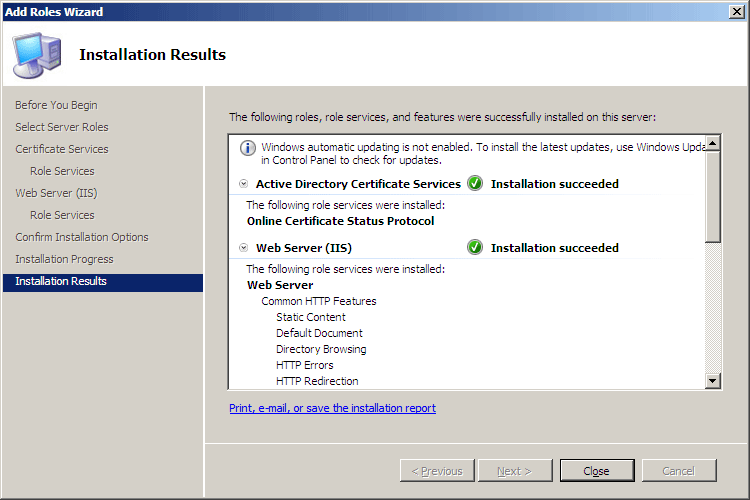 Add Roles Wizard
Installation Results
Before You Begin
Select Server Roles
Certificate Services
Role Services
Web Server (IIS)
Role Services
Confirm Installation Options
Installation Progress
Installation Results
The following roles, role services, and features were successfully installed on this server:
Windows automatic updating is not enabled. To install the latest updates, use Windows Upda
in Control Panel to check for updates.
Active Directory Certificate Services Installation succeeded
The following role services were installed:
Online Certificate Status Protocol
Web Server (IIS) Installation succeeded
The following role services were installed:
Web Server
Common HTTP Features
Static Content
Default Document
Directory Browsing
HTTP Errors
HTTP Redirection
Print, e-mail, or save the installation report
< Previous Next > Close Cancel